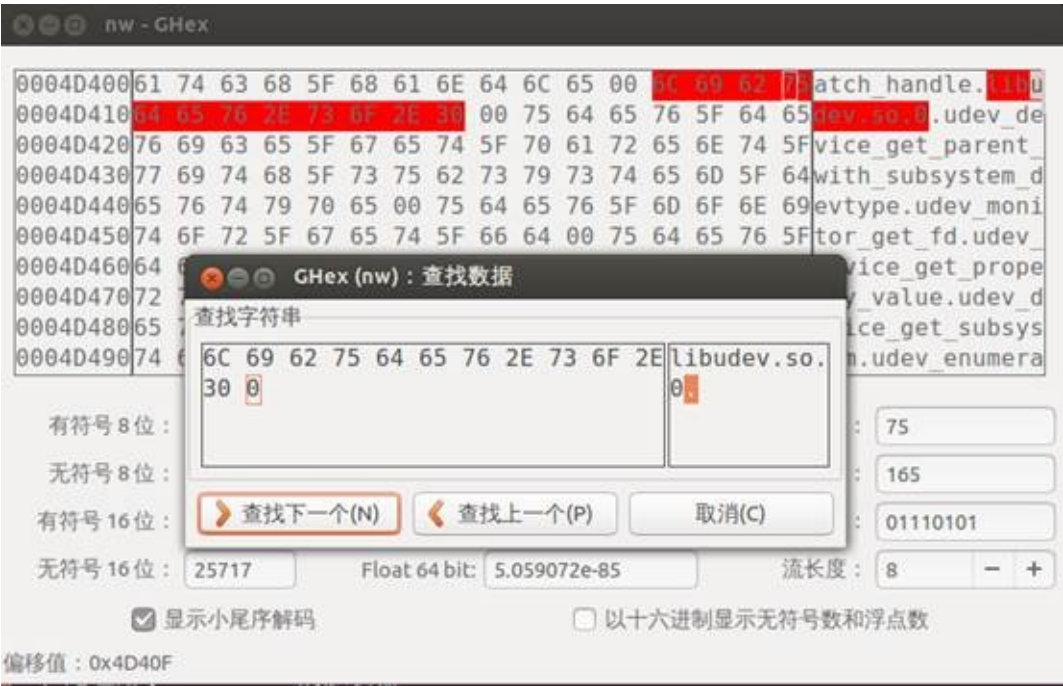 nw - GHex
0004D400 61 74 63 68 5F 68 61 6E 64 6C 65 00 6C 69 62 75 atch_handle.libu
0004D410 64 65 76 2E 73 6F 2E 30 00 75 64 65 76 5F 64 65 dev.so.0.udev_de
0004D420 76 69 63 65 5F 67 65 74 5F 70 61 72 65 6E 74 5F vice_get_parent_
0004D430 77 69 74 68 5F 73 75 62 73 79 73 74 65 6D 5F 64 with_subsystem_d
0004D440 65 76 74 79 70 65 00 75 64 65 76 5F 6D 6F 6E 69 evtype.udev_moni
0004D450 74 6F 72 5F 67 65 74 5F 66 64 00 75 64 65 76 5F tor_get_fd.udev_
0004D460 64 vice_get_prope
0004D470 72 y_value.udev_d
0004D480 65 ice_get_subsys
0004D490 74 m.udev_enumera
GHex (nw) : 查找数据
查找字符串
6C 69 62 75 64 65 76 2E 73 6F 2E libudev.so.
30 0 0.
查找下一个(N) 查找上一个(P) 取消(C)
有符号 8 位： : 75
无符号 8 位： : 165
有符号 16 位： : 01110101
无符号 16 位： 25717 Float 64 bit: 5.059072e-85 流长度： 8 − +
显示小尾序解码 以十六进制显示无符号数和浮点数
偏移值：0x4D40F